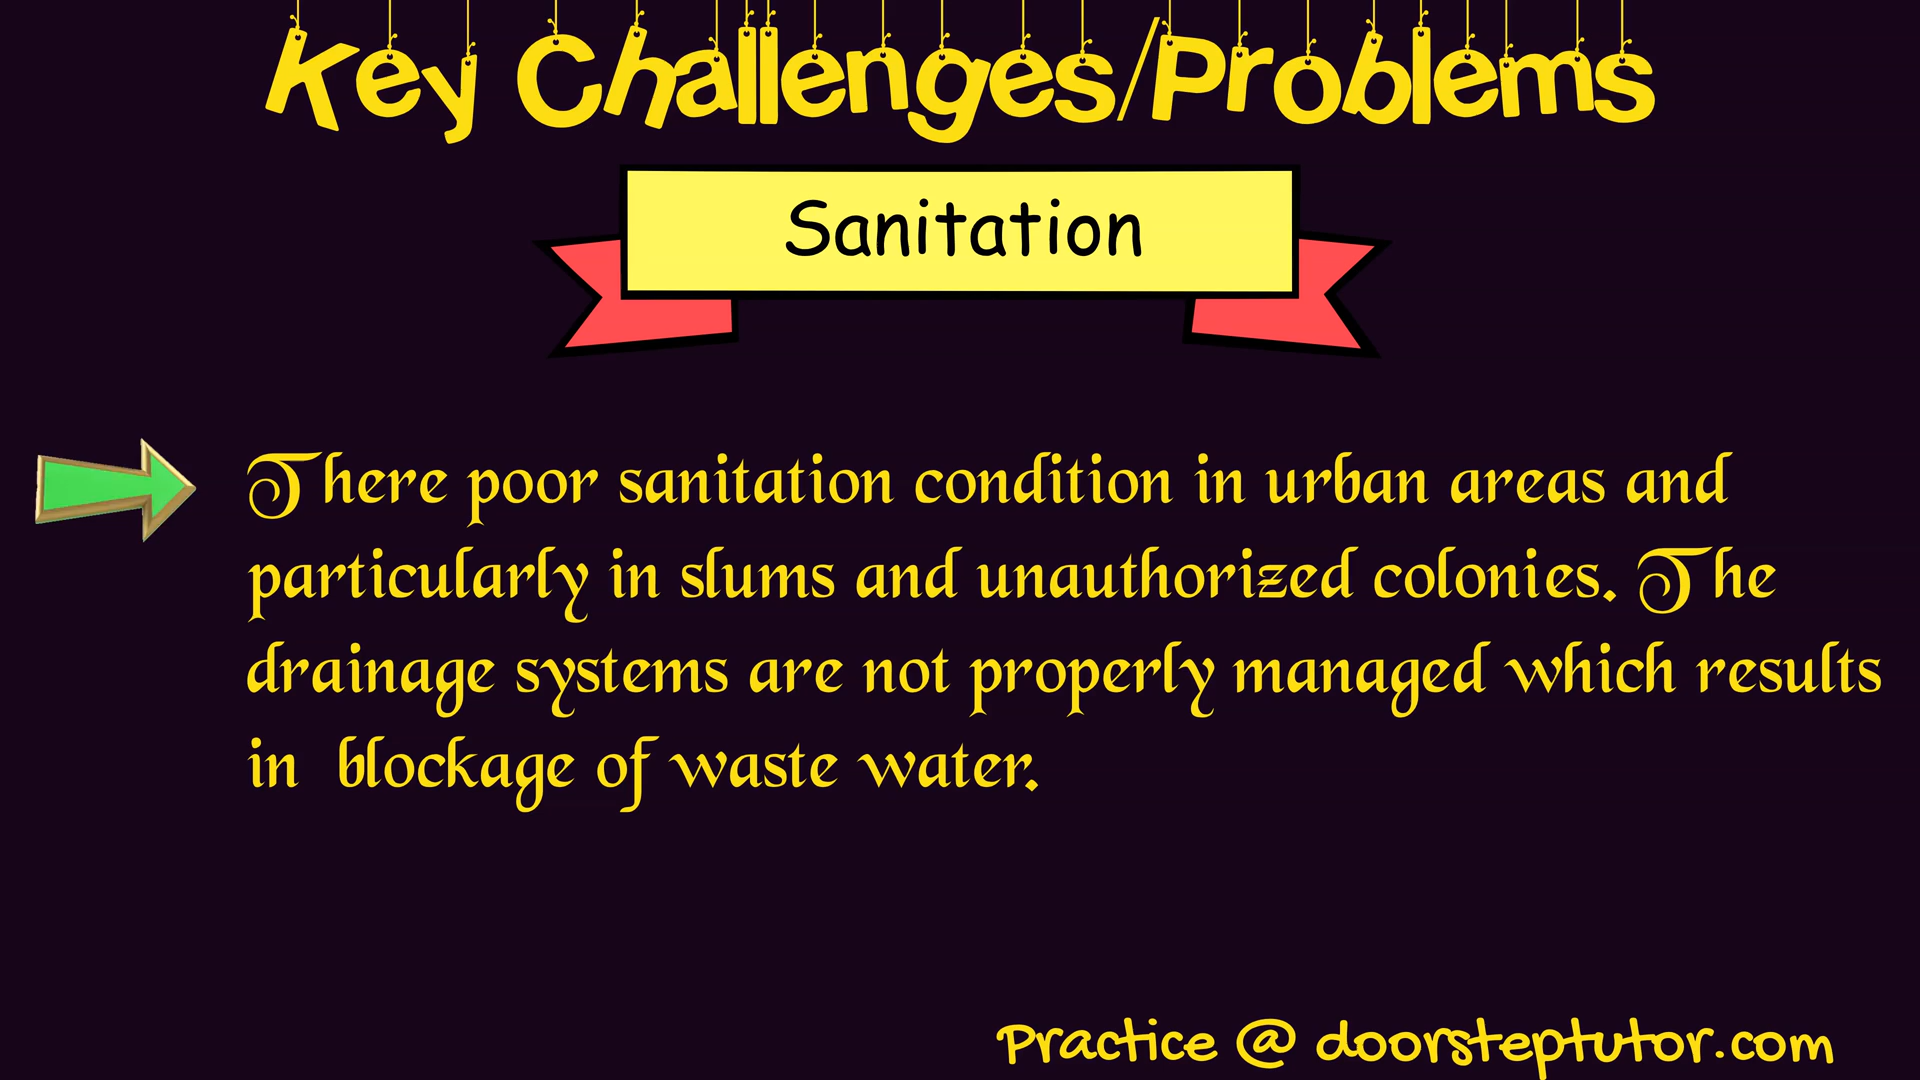 Key Challenges/Problems
Sanitation
There poor sanitation condition in urban areas and
particularly in slums and unauthorized colonies. The
drainage systems are not properly managed which results
in blockage of waste water.
Practice @ doorsteptutor.com